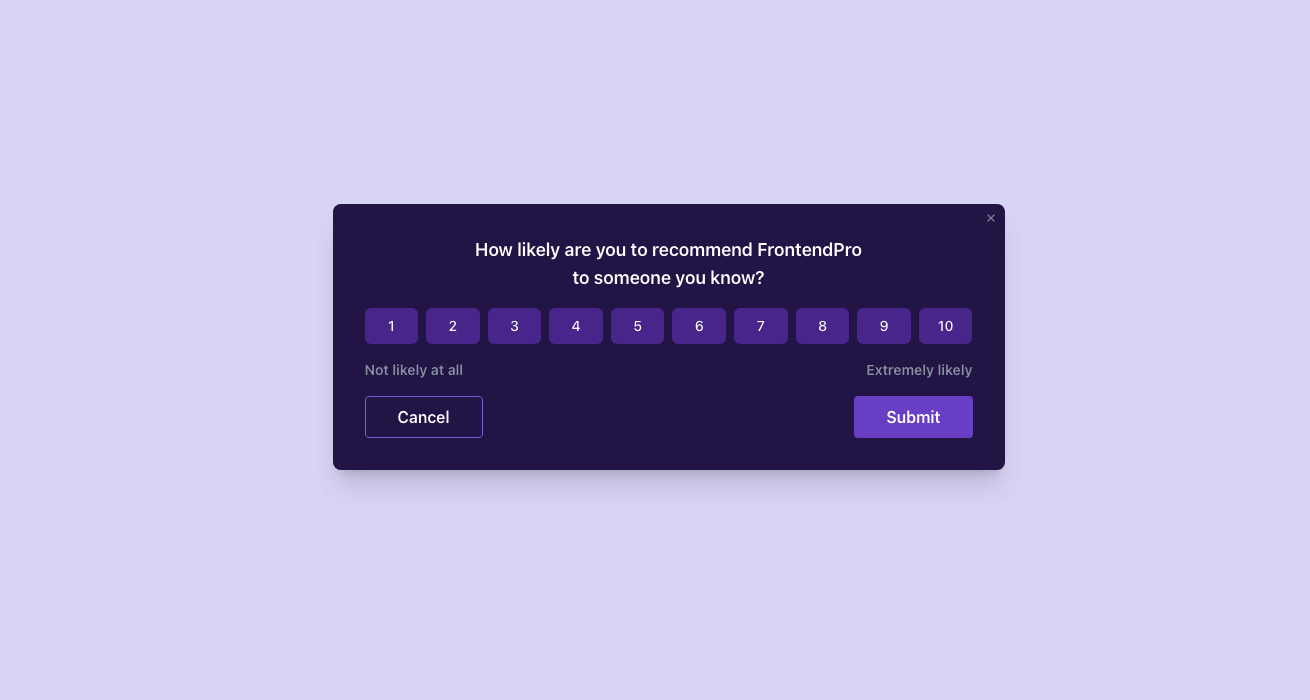 ×
How likely are you to recommend FrontendPro
to someone you know?
1 2 3 4 5 6 7 8 9 10
Not likely at all Extremely likely
Cancel Submit